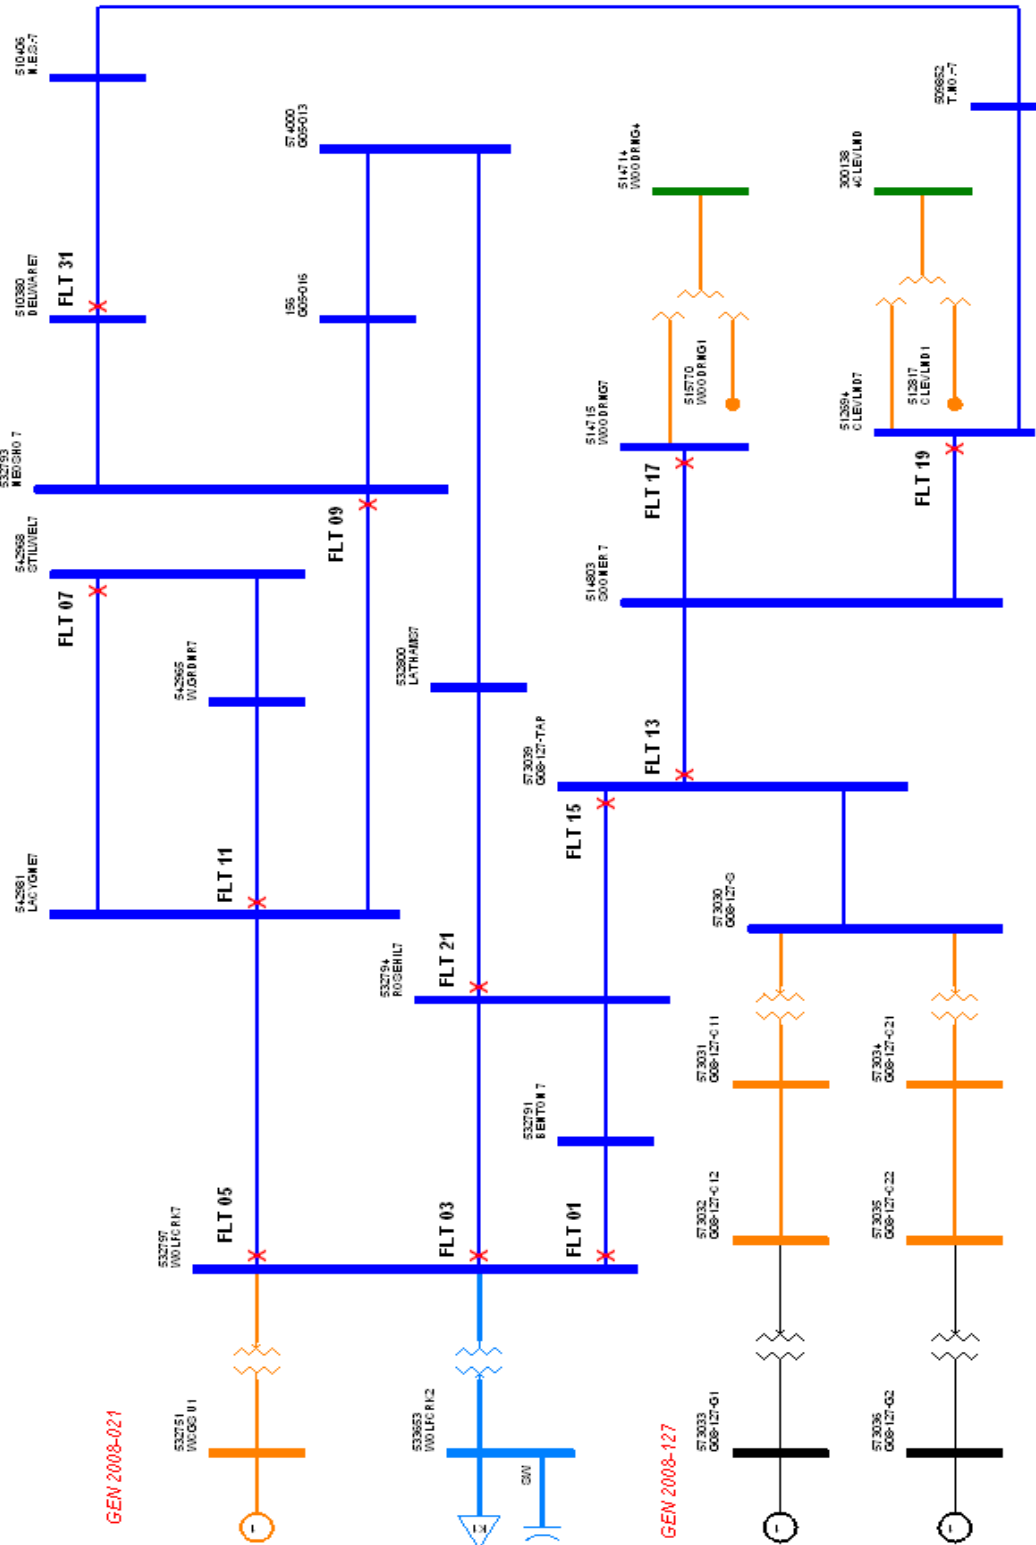 510406
N.E.S.-7
510380
DELWARE7
FLT 31
532793
NEOSHO 7
542968
STILWEL7
FLT 07
542965
W.GRDNR7
542981
LACYGNE7
FLT 11
574000
G05-013
156
G05-016
FLT 09
532800
LATHAMS7
532794
ROSEHIL7
FLT 21
573039
G08-127-TAP
FLT 15
FLT 13
514803
SOONER 7
514715
WOODRNG7
FLT 17
514714
WOODRNG4
515770
WOODRNG1
300138
4CLEVLND
512694
CLEVLND7
512817
CLEVLND1
FLT 19
509852
T.NO.-7
573030
G08-127-S
573031
G08-127-C11
573034
G08-127-C21
573032
G08-127-C12
573035
G08-127-C22
573033
G08-127-G1
573036
G08-127-G2
GEN 2008-127
532791
BENTON 7
532797
WOLFCRK7
FLT 05
FLT 03
FLT 01
532751
WCGS U1
533653
WOLFCRK2
SW
GEN 2008-021